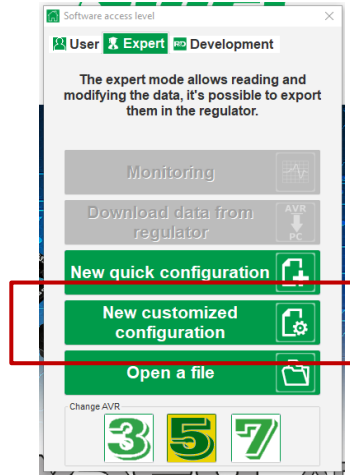 Software access level
User Expert RD Development
The expert mode allows reading and
modifying the data, it's possible to export
them in the regulator.
Monitoring
Download data from
regulator
AVR
PC
New quick configuration
New customized
configuration
Open a file
Change AVR
3 5 7